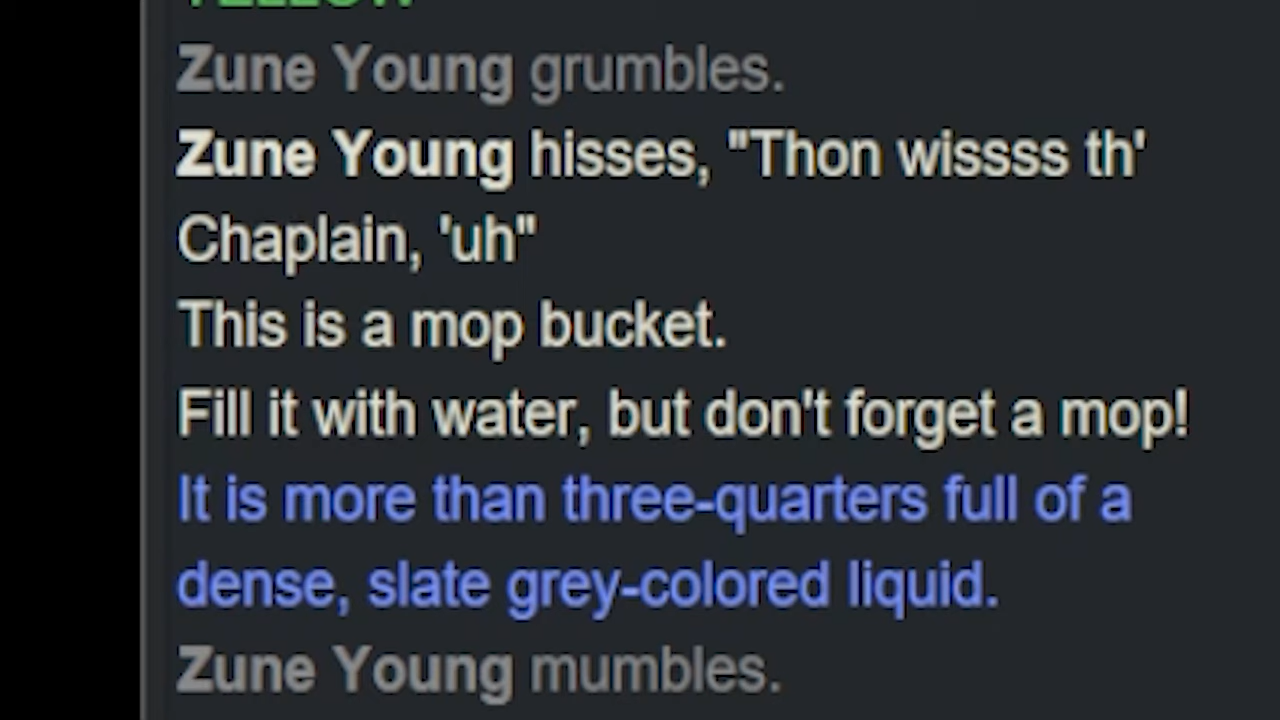 YELLOW
Zune Young grumbles.
Zune Young hisses, "Thon wissss th'
Chaplain, 'uh"
This is a mop bucket.
Fill it with water, but don't forget a mop!
It is more than three-quarters full of a
dense, slate grey-colored liquid.
Zune Young mumbles.